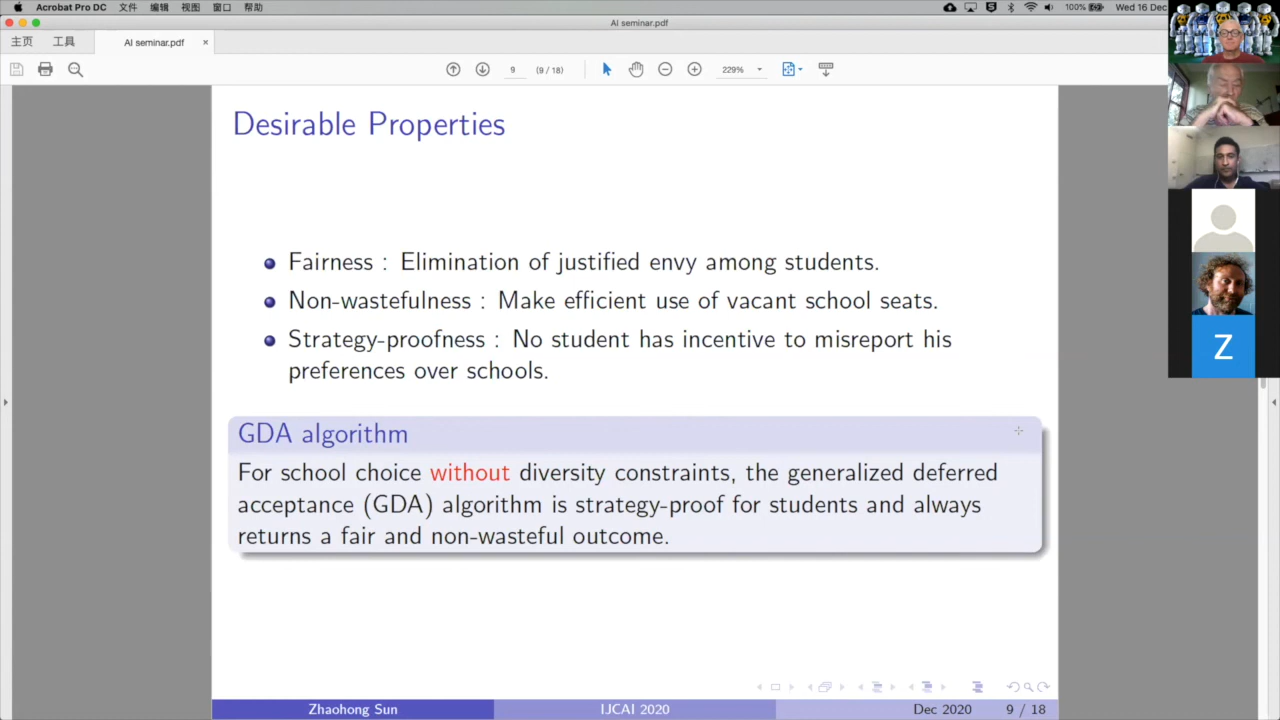 Acrobat Pro DC 文件 编辑 视图 窗口 帮助 100% Wed 16 Dec
AI seminar.pdf
主页 工具 AI seminar.pdf ×
9 (9 / 18) 229%
Desirable Properties
Fairness : Elimination of justified envy among students.
Non-wastefulness : Make efficient use of vacant school seats.
Strategy-proofness : No student has incentive to misreport his
preferences over schools.
Z
GDA algorithm
For school choice without diversity constraints, the generalized deferred
acceptance (GDA) algorithm is strategy-proof for students and always
returns a fair and non-wasteful outcome.
Zhaohong Sun IJCAI 2020 Dec 2020 9 / 18